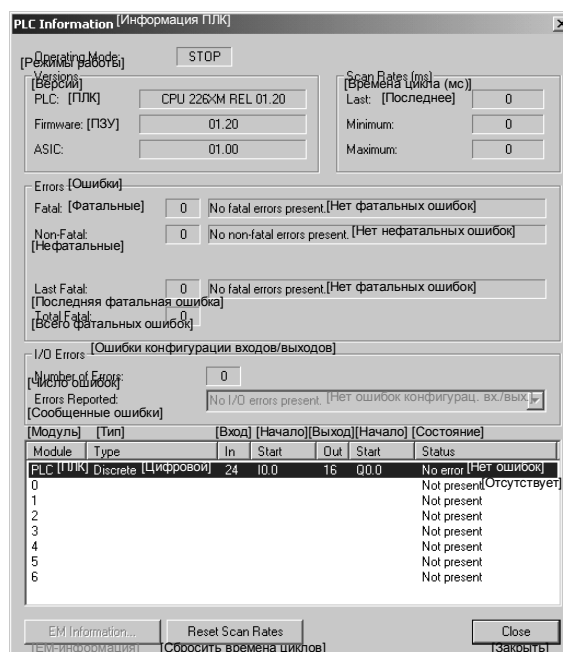 PLC Information [Информация ПЛК]
Operating Mode: STOP
[Режимы работы]
Versions Scan Rates (ms)
[Версии] [Времена цикла (мс)]
PLC: [ПЛК] CPU 226XM REL 01.20 Last: [Последнее] 0
Firmware: [ПЗУ] 01.20 Minimum: 0
ASIC: 01.00 Maximum: 0
Errors [Ошибки]
Fatal: [Фатальные] 0 No fatal errors present. [Нет фатальных ошибок]
Non-Fatal: 0 No non-fatal errors present. [Нет нефатальных ошибок]
[Нефатальные]
Last Fatal: 0 No fatal errors present. [Нет фатальных ошибок]
[Последняя фатальная ошибка]
Total Fatal: 0
[Всего фатальных ошибок]
I/O Errors [Ошибки конфигурации входов/выходов]
Number of Errors: 0
[Число ошибок]
Errors Reported: No I/O errors present. [Нет ошибок конфигурац. вх./вых.]
[Сообщенные ошибки]
[Модуль] [Тип] [Вход] [Начало] [Выход] [Начало] [Состояние]
Module Type In Start Out Start Status
PLC [ПЛК] Discrete [Цифровой] 24 I0.0 16 Q0.0 No error [Нет ошибок]
0 Not present [Отсутствует]
1 Not present
2 Not present
3 Not present
4 Not present
5 Not present
6 Not present
EM Information... Reset Scan Rates Close
[EM-информация] [Сбросить времена циклов] [Закрыть]